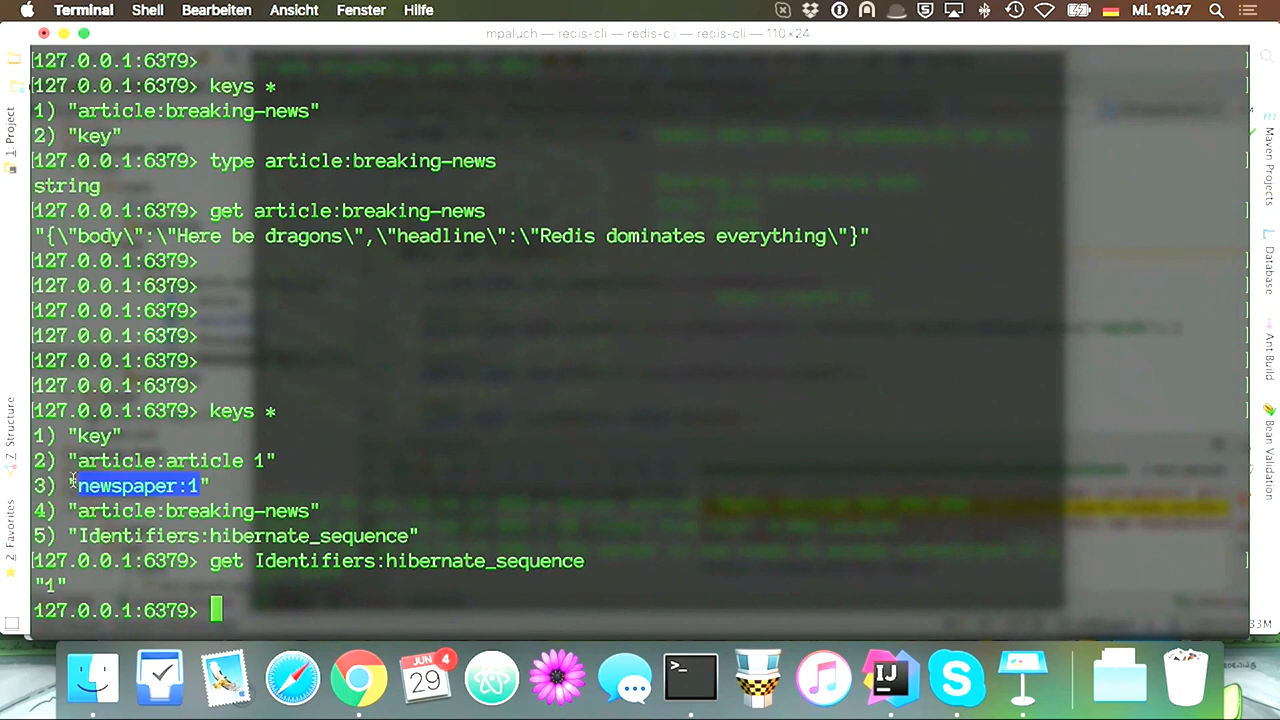 Terminal Shell Bearbeiten Ansicht Fenster Hilfe Mi. 19:47
mpaluch — redis-cli — redis-cli — redis-cli — 110×24
127.0.0.1:6379>
127.0.0.1:6379> keys *
1) "article:breaking-news"
2) "key"
127.0.0.1:6379> type article:breaking-news
string
127.0.0.1:6379> get article:breaking-news
"{\"body\":\"Here be dragons\",\"headline\":\"Redis dominates everything\"}"
127.0.0.1:6379>
127.0.0.1:6379>
127.0.0.1:6379>
127.0.0.1:6379>
127.0.0.1:6379>
127.0.0.1:6379>
127.0.0.1:6379> keys *
1) "key"
2) "article:article 1"
3) "newspaper:1"
4) "article:breaking-news"
5) "Identifiers:hibernate_sequence"
127.0.0.1:6379> get Identifiers:hibernate_sequence
"1"
127.0.0.1:6379>
1: Project
Z: Structure
2: Favorites
Maven Projects
Database
Ant Build
Bean Validation
33M
JUN
29
4
>_
IJ
S